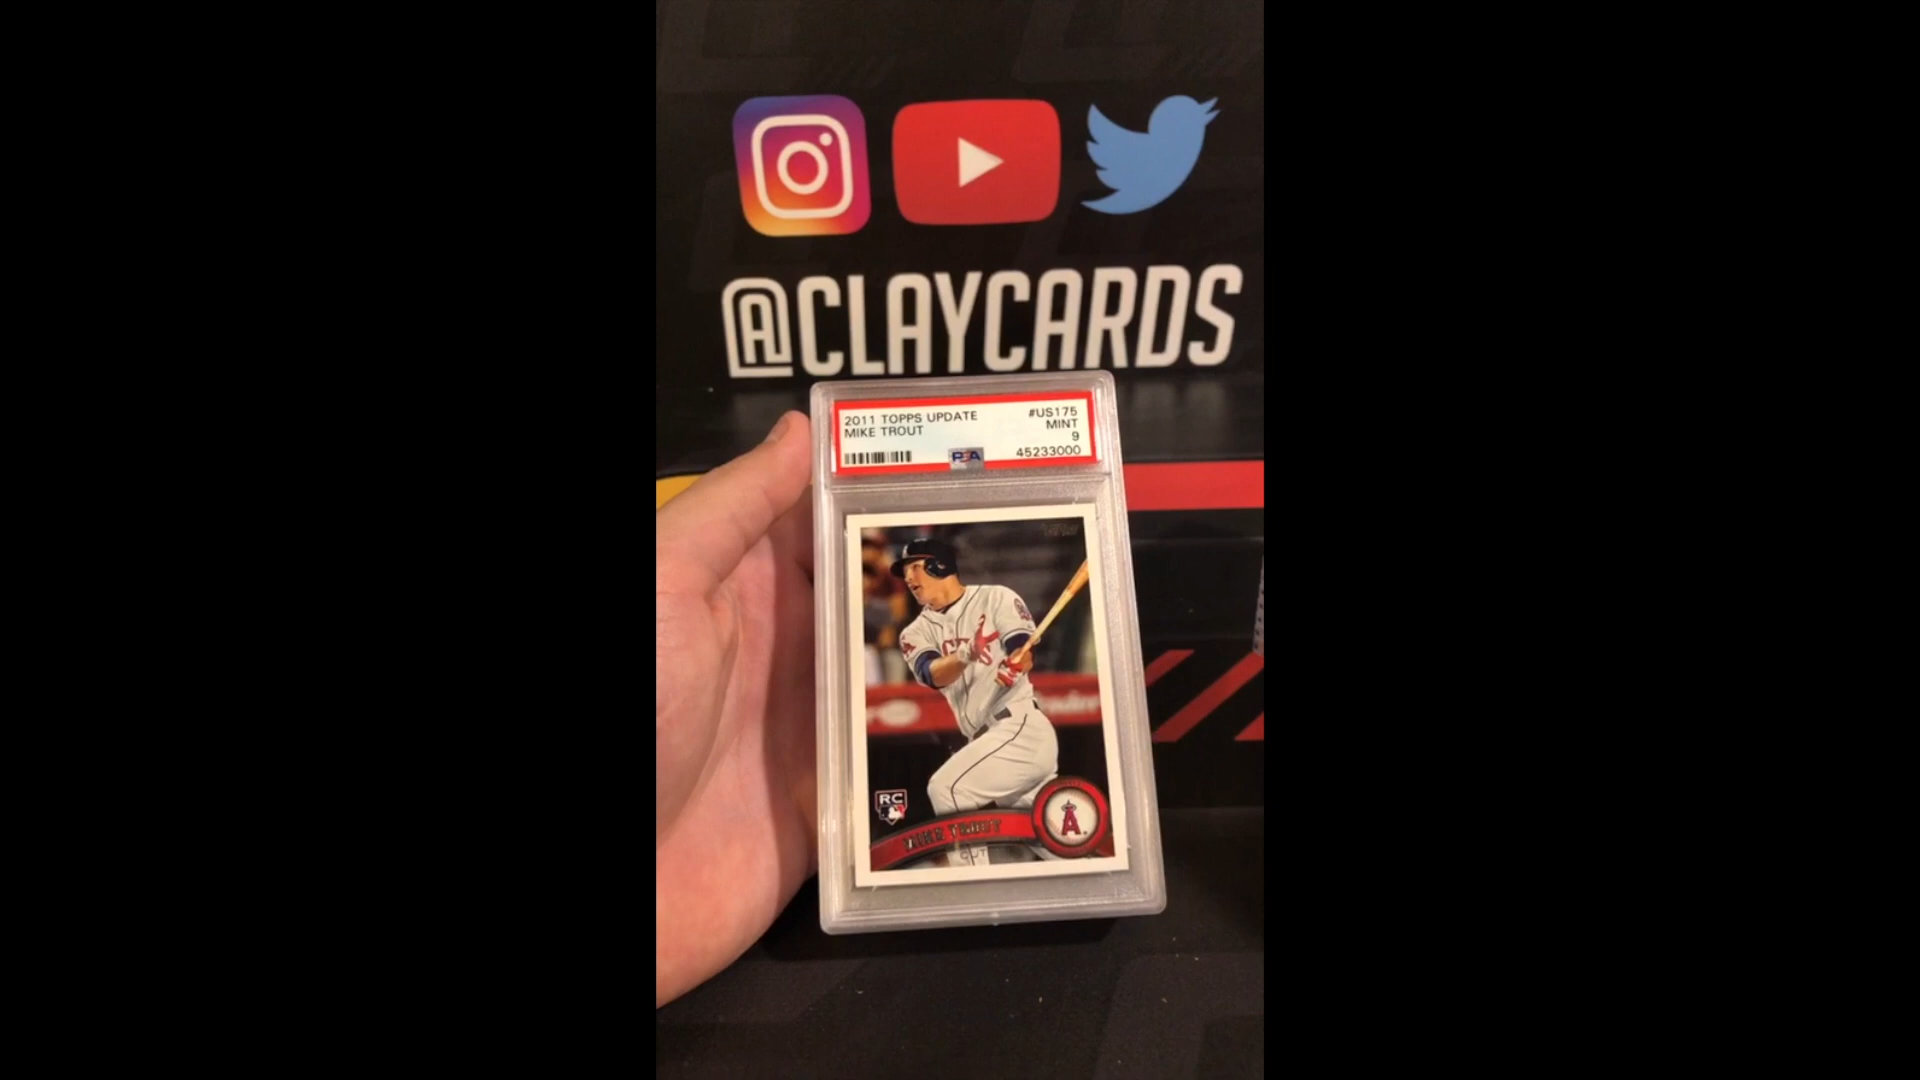 @CLAYCARDS
2011 TOPPS UPDATE #US175
MIKE TROUT MINT
9
PSA 45233000
RC
MIKE TROUT
A